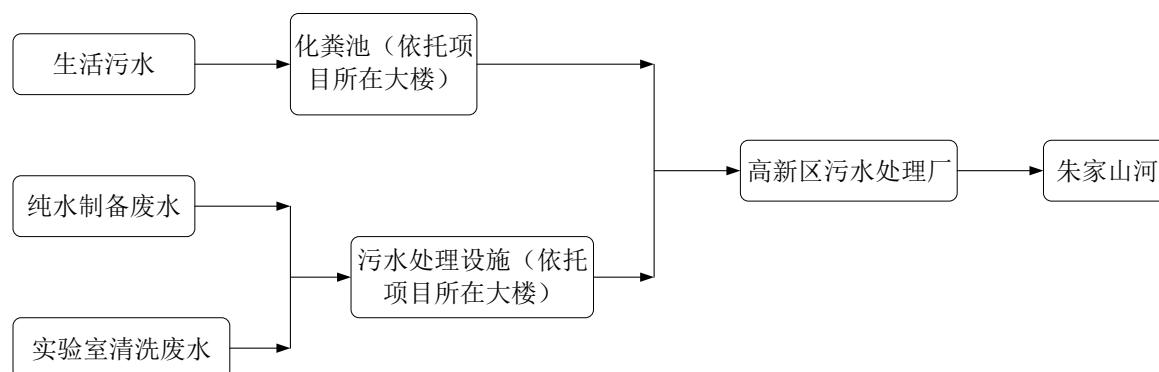 生活污水
化粪池（依托项
目所在大楼）
纯水制备废水
污水处理设施（依托
项目所在大楼）
实验室清洗废水
高新区污水处理厂
朱家山河